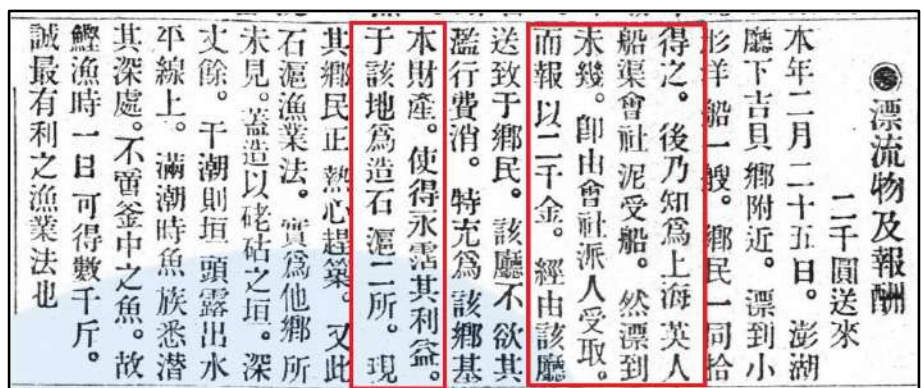 漂流物及報酬
二千圓送來
本年二月二十五日。澎湖
廳下吉貝鄉附近。漂到小
形洋船一艘。鄉民一同拾
得之。後乃知爲上海英人
船渠會社泥受船。然漂到
未幾。卽由會社派人受取。
而報以二千金。經由該廳
送致于鄉民。該廳不欲其
濫行費消。特充爲該鄉基
本財產。使得永霑其利益。
于該地爲造石滬二所。現
其鄉民正熱心趕築。又此
石滬漁業法。實爲他鄉所
未見。蓋造以硓𥑮之垣。深
丈餘。干潮則垣頭露出水
平線上。滿潮時魚族悉潛
其深處。不啻釜中之魚。故
鰹漁時一日可得數千斤。
誠最有利之漁業法也